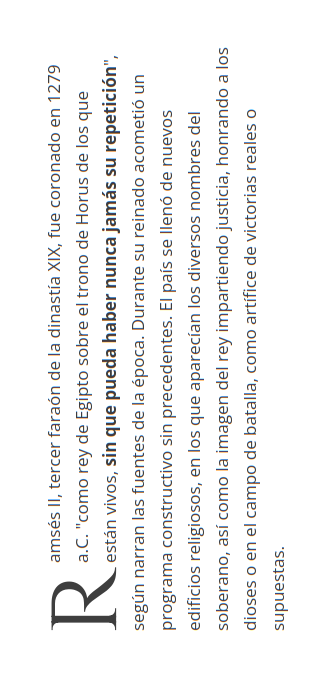 Ramsés II, tercer faraón de la dinastía XIX, fue coronado en 1279
a.C. "como rey de Egipto sobre el trono de Horus de los que
están vivos, sin que pueda haber nunca jamás su repetición",
según narran las fuentes de la época. Durante su reinado acometió un
programa constructivo sin precedentes. El país se llenó de nuevos
edificios religiosos, en los que aparecían los diversos nombres del
soberano, así como la imagen del rey impartiendo justicia, honrando a los
dioses o en el campo de batalla, como artífice de victorias reales o
supuestas.